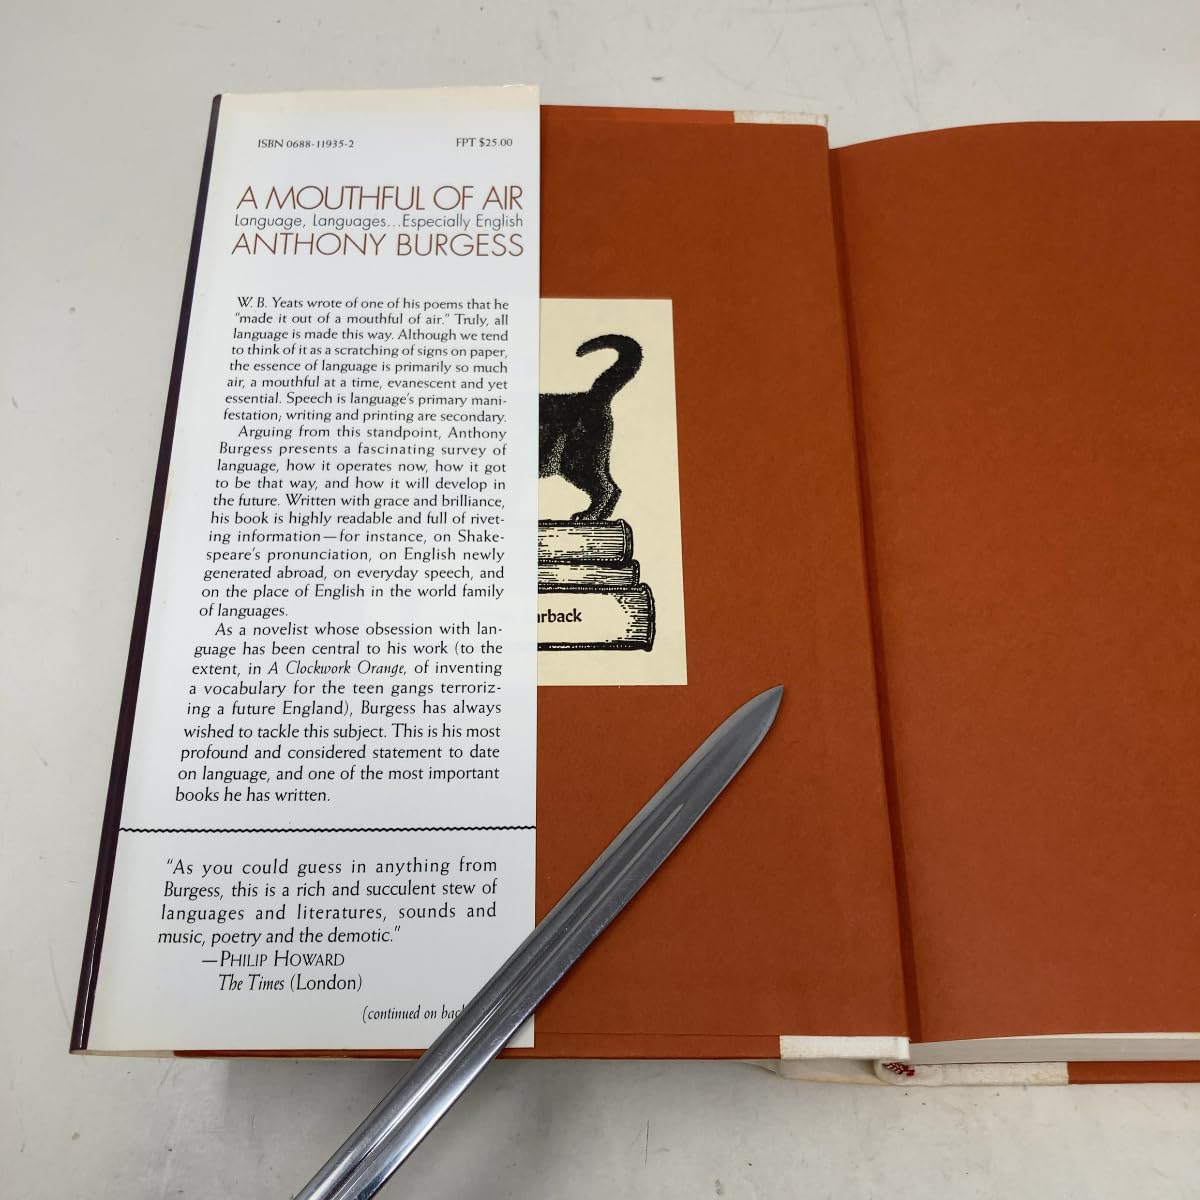 ISBN 0688-11935-2 FPT $25.00
A MOUTHFUL OF AIR
Language, Languages...Especially English
ANTHONY BURGESS
W. B. Yeats wrote of one of his poems that he
"made it out of a mouthful of air." Truly, all
language is made this way. Although we tend
to think of it as a scratching of signs on paper,
the essence of language is primarily so much
air, a mouthful at a time, evanescent and yet
essential. Speech is language's primary mani-
festation; writing and printing are secondary.
Arguing from this standpoint, Anthony
Burgess presents a fascinating survey of
language, how it operates now, how it got
to be that way, and how it will develop in
the future. Written with grace and brilliance,
his book is highly readable and full of rivet-
ing information—for instance, on Shake-
speare's pronunciation, on English newly
generated abroad, on everyday speech, and
on the place of English in the world family
of languages.
As a novelist whose obsession with lan-
guage has been central to his work (to the
extent, in A Clockwork Orange, of inventing
a vocabulary for the teen gangs terroriz-
ing a future England), Burgess has always
wished to tackle this subject. This is his most
profound and considered statement to date
on language, and one of the most important
books he has written.
"As you could guess in anything from
Burgess, this is a rich and succulent stew of
languages and literatures, sounds and
music, poetry and the demotic."
—PHILIP HOWARD
The Times (London)
(continued on bac
arback